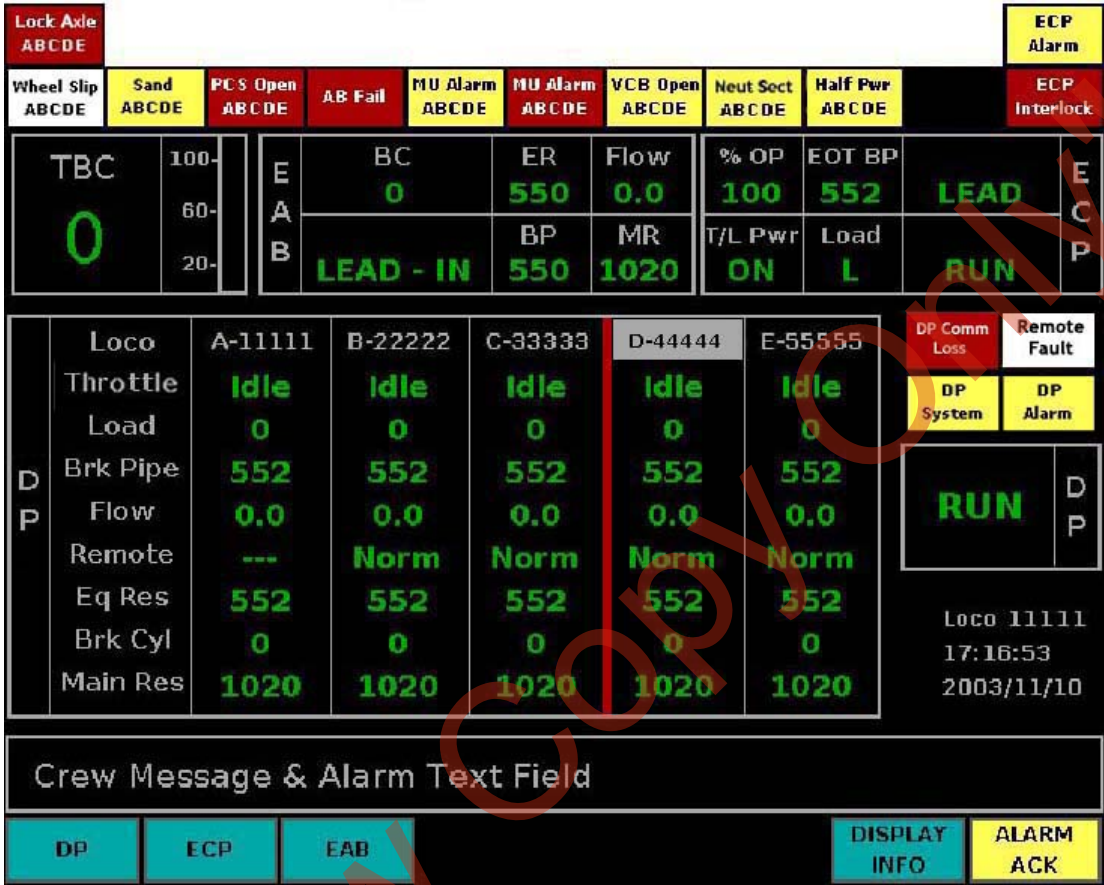 Lock Axle
ABCDE
ECP
Alarm
Wheel Slip
ABCDE
Sand
ABCDE
PCS Open
ABCDE
AB Fail
MU Alarm
ABCDE
MU Alarm
ABCDE
VCB Open
ABCDE
Neut Sect
ABCDE
Half Pwr
ABCDE
ECP
Interlock
TBC
0
100-
60-
20-
E
A
B
BC
0
ER
550
Flow
0.0
LEAD - IN
BP
550
MR
1020
% OP
100
EOT BP
552
LEAD
T/L Pwr
ON
Load
L
RUN
E
C
P
D
P
Loco A-11111 B-22222 C-33333 D-44444 E-55555
Throttle Idle Idle Idle Idle Idle
Load 0 0 0 0 0
Brk Pipe 552 552 552 552 552
Flow 0.0 0.0 0.0 0.0 0.0
Remote --- Norm Norm Norm Norm
Eq Res 552 552 552 552 552
Brk Cyl 0 0 0 0 0
Main Res 1020 1020 1020 1020 1020
DP Comm
Loss
Remote
Fault
DP
System
DP
Alarm
RUN
D
P
Loco 11111
17:16:53
2003/11/10
Crew Message & Alarm Text Field
DP
ECP
EAB
DISPLAY
INFO
ALARM
ACK
Copy Only